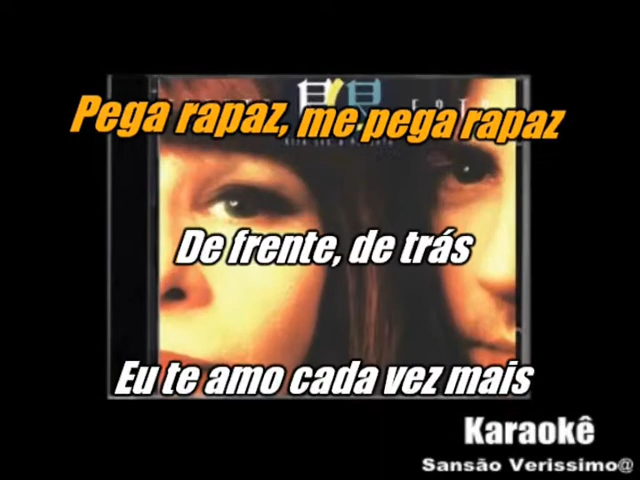 Pega rapaz, me pega rapaz
De frente, de trás
Eu te amo cada vez mais
Karaokê
Sansão Verissimo@